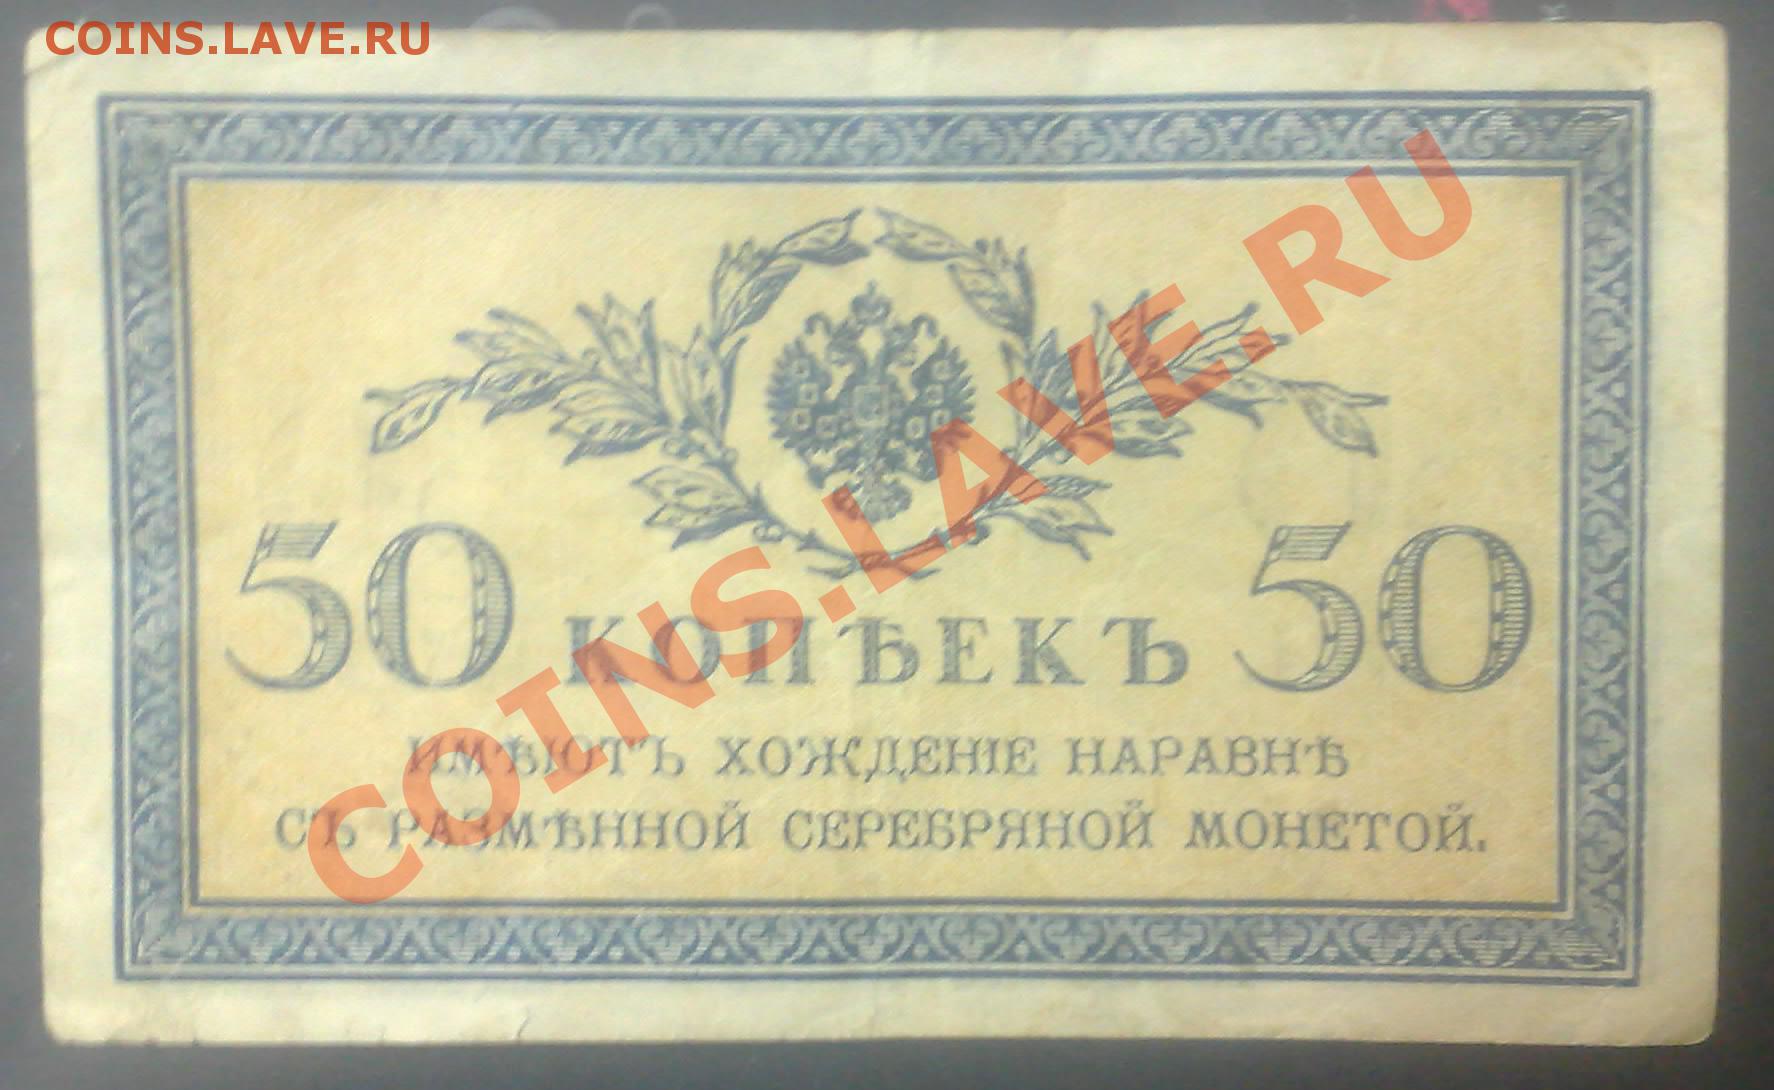 COINS.LAVE.RU
COINS.LAVE.RU
50 КОПѢЕКЪ 50
ИМѢЮТЪ ХОЖДЕНІЕ НАРАВНѢ
СЪ РАЗМѢННОЙ СЕРЕБРЯНОЙ МОНЕТОЙ.